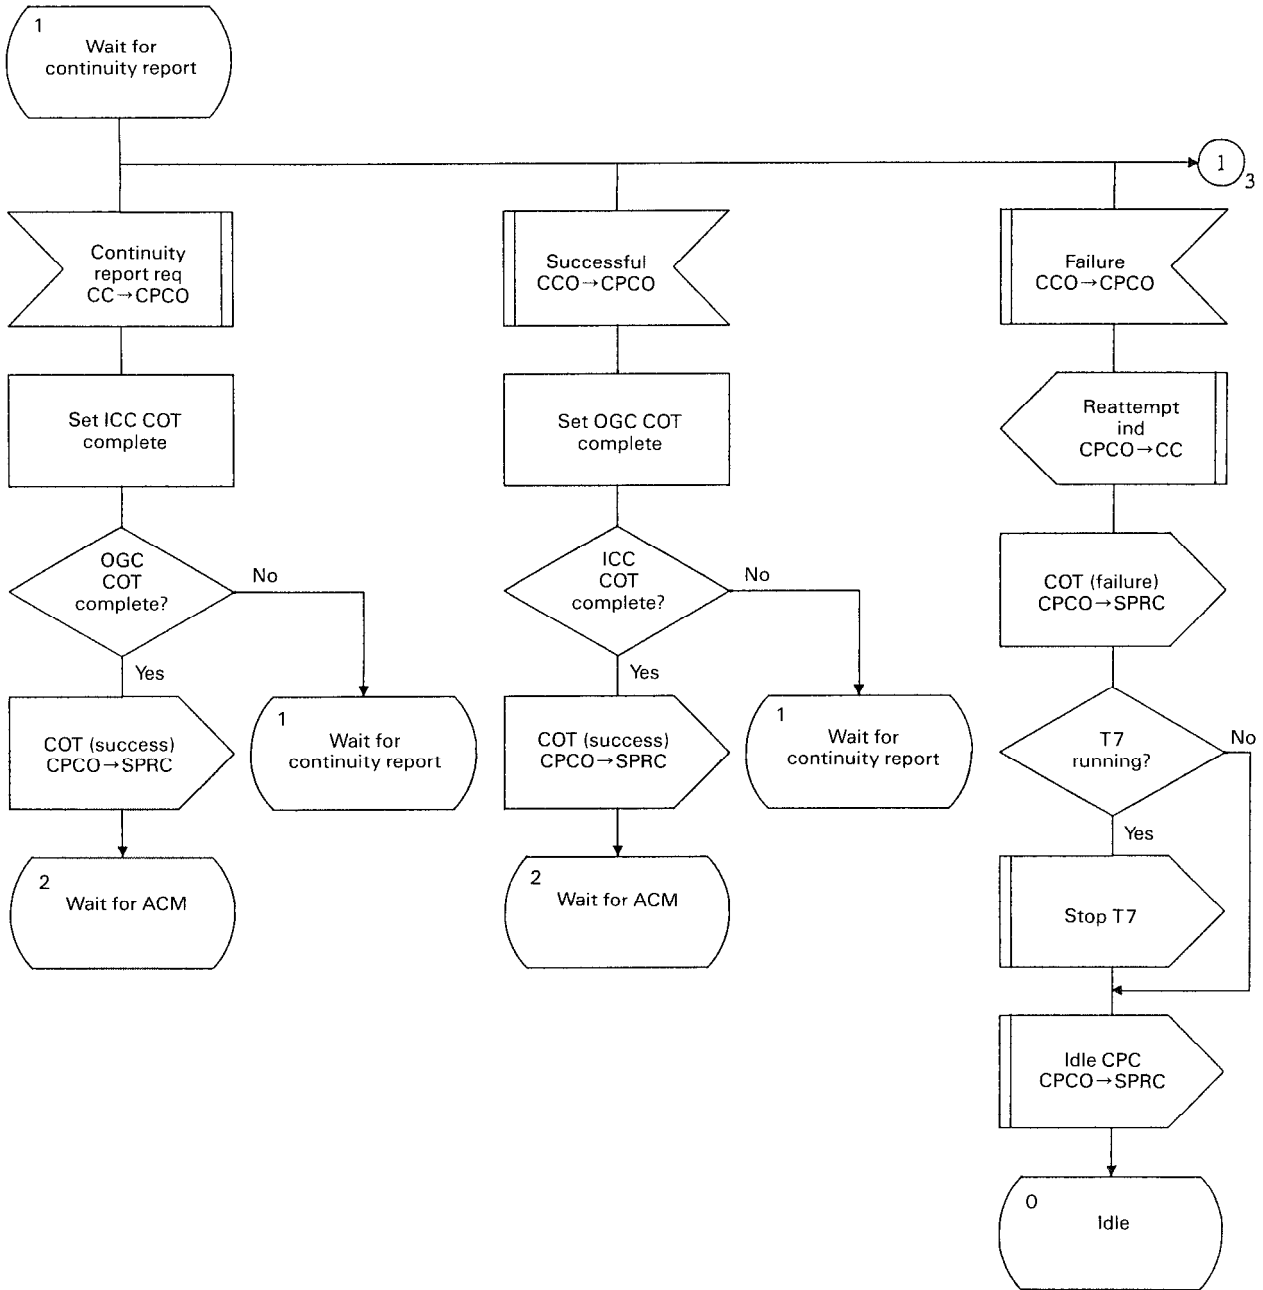 1
Wait for
continuity report
1
3
Continuity
report req
CC→CPCO
Successful
CCO→CPCO
Failure
CCO→CPCO
Set ICC COT
complete
Set OGC COT
complete
Reattempt
ind
CPCO→CC
OGC
COT
complete?
No
Yes
ICC
COT
complete?
No
Yes
COT (failure)
CPCO→SPRC
COT (success)
CPCO→SPRC
1
Wait for
continuity report
COT (success)
CPCO→SPRC
1
Wait for
continuity report
T7
running?
No
Yes
2
Wait for ACM
2
Wait for ACM
Stop T7
Idle CPC
CPCO→SPRC
0
Idle